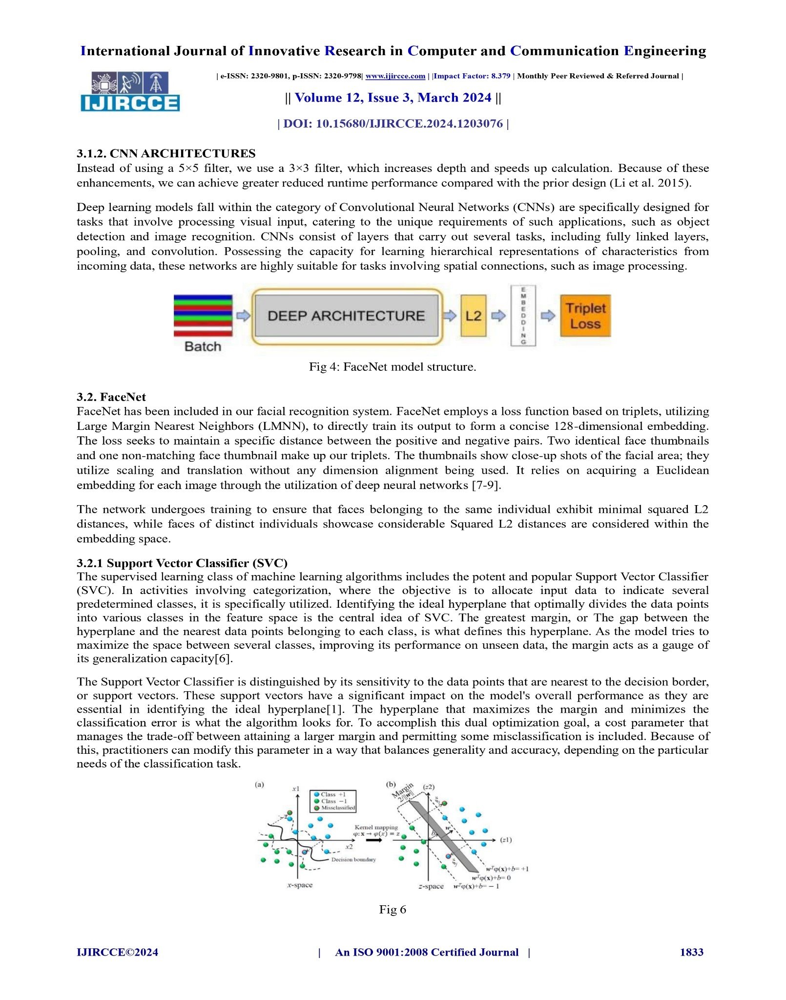 International Journal of Innovative Research in Computer and Communication Engineering
| e-ISSN: 2320-9801, p-ISSN: 2320-9798| www.ijircce.com | |Impact Factor: 8.379 | Monthly Peer Reviewed & Referred Journal |
IJIRCCE
|| Volume 12, Issue 3, March 2024 ||
| DOI: 10.15680/IJIRCCE.2024.1203076 |
3.1.2. CNN ARCHITECTURES
Instead of using a 5×5 filter, we use a 3×3 filter, which increases depth and speeds up calculation. Because of these
enhancements, we can achieve greater reduced runtime performance compared with the prior design (Li et al. 2015).
Deep learning models fall within the category of Convolutional Neural Networks (CNNs) are specifically designed for
tasks that involve processing visual input, catering to the unique requirements of such applications, such as object
detection and image recognition. CNNs consist of layers that carry out several tasks, including fully linked layers,
pooling, and convolution. Possessing the capacity for learning hierarchical representations of characteristics from
incoming data, these networks are highly suitable for tasks involving spatial connections, such as image processing.
Batch
DEEP ARCHITECTURE
L2
EMBEDDING
Triplet
Loss
Fig 4: FaceNet model structure.
3.2. FaceNet
FaceNet has been included in our facial recognition system. FaceNet employs a loss function based on triplets, utilizing
Large Margin Nearest Neighbors (LMNN), to directly train its output to form a concise 128-dimensional embedding.
The loss seeks to maintain a specific distance between the positive and negative pairs. Two identical face thumbnails
and one non-matching face thumbnail make up our triplets. The thumbnails show close-up shots of the facial area; they
utilize scaling and translation without any dimension alignment being used. It relies on acquiring a Euclidean
embedding for each image through the utilization of deep neural networks [7-9].
The network undergoes training to ensure that faces belonging to the same individual exhibit minimal squared L2
distances, while faces of distinct individuals showcase considerable Squared L2 distances are considered within the
embedding space.
3.2.1 Support Vector Classifier (SVC)
The supervised learning class of machine learning algorithms includes the potent and popular Support Vector Classifier
(SVC). In activities involving categorization, where the objective is to allocate input data to indicate several
predetermined classes, it is specifically utilized. Identifying the ideal hyperplane that optimally divides the data points
into various classes in the feature space is the central idea of SVC. The greatest margin, or The gap between the
hyperplane and the nearest data points belonging to each class, is what defines this hyperplane. As the model tries to
maximize the space between several classes, improving its performance on unseen data, the margin acts as a gauge of
its generalization capacity[6].
The Support Vector Classifier is distinguished by its sensitivity to the data points that are nearest to the decision border,
or support vectors. These support vectors have a significant impact on the model's overall performance as they are
essential in identifying the ideal hyperplane[1]. The hyperplane that maximizes the margin and minimizes the
classification error is what the algorithm looks for. To accomplish this dual optimization goal, a cost parameter that
manages the trade-off between attaining a larger margin and permitting some misclassification is included. Because of
this, practitioners can modify this parameter in a way that balances generality and accuracy, depending on the particular
needs of the classification task.
(a)
x1
Class +1
Class −1
Missclassified
x2
Decision boundary
x-space
Kernel mapping
φ: x → φ(x) = z
(b)
Margin
2/||w||
(z2)
ξi
w
b
(z1)
ξj
wᵀφ(x)+b= +1
wᵀφ(x)+b= 0
z-space wᵀφ(x)+b= − 1
Fig 6
IJIRCCE©2024 | An ISO 9001:2008 Certified Journal | 1833